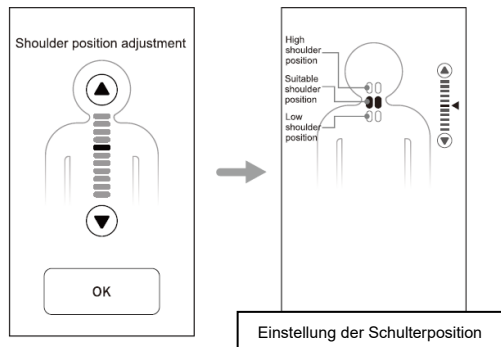 Shoulder position adjustment
OK
High
shoulder
position
Suitable
shoulder
position
Low
shoulder
position
Einstellung der Schulterposition